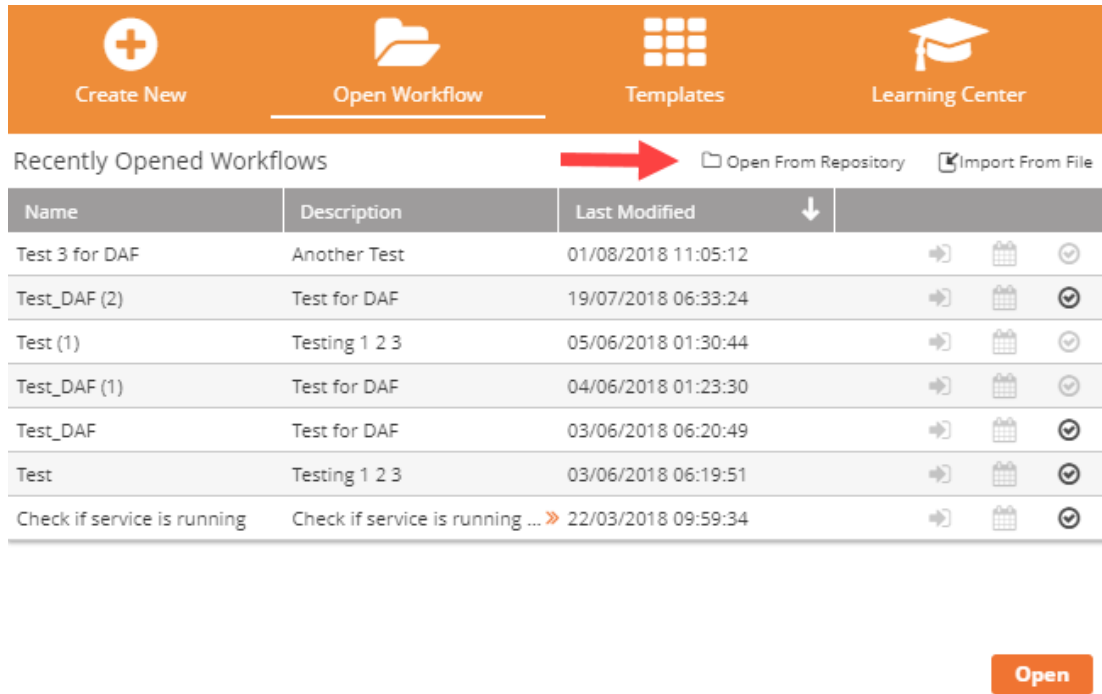 Create New Open Workflow Templates Learning Center
Recently Opened Workflows Open From Repository Import From File
Name Description Last Modified
Test 3 for DAF Another Test 01/08/2018 11:05:12
Test_DAF (2) Test for DAF 19/07/2018 06:33:24
Test (1) Testing 1 2 3 05/06/2018 01:30:44
Test_DAF (1) Test for DAF 04/06/2018 01:23:30
Test_DAF Test for DAF 03/06/2018 06:20:49
Test Testing 1 2 3 03/06/2018 06:19:51
Check if service is running Check if service is running ... » 22/03/2018 09:59:34
Open